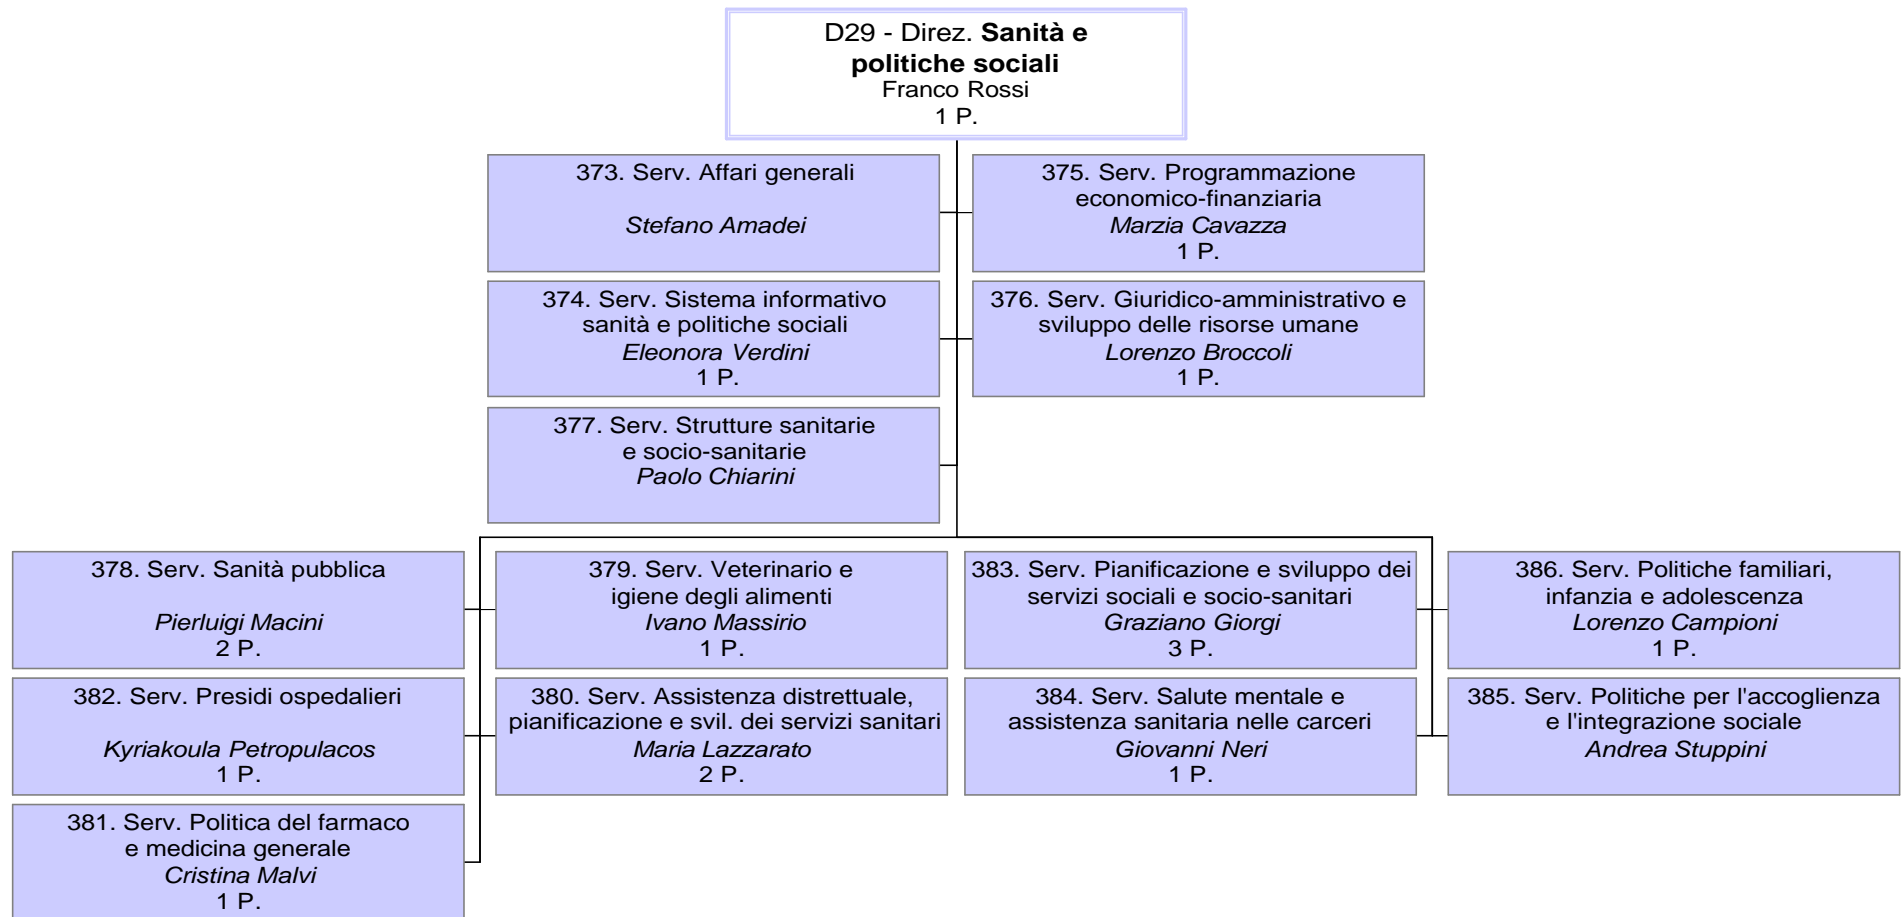 D29 - Direz. Sanità e
politiche sociali
Franco Rossi
1 P.
373. Serv. Affari generali
Stefano Amadei
375. Serv. Programmazione
economico-finanziaria
Marzia Cavazza
1 P.
374. Serv. Sistema informativo
sanità e politiche sociali
Eleonora Verdini
1 P.
376. Serv. Giuridico-amministrativo e
sviluppo delle risorse umane
Lorenzo Broccoli
1 P.
377. Serv. Strutture sanitarie
e socio-sanitarie
Paolo Chiarini
378. Serv. Sanità pubblica
Pierluigi Macini
2 P.
379. Serv. Veterinario e
igiene degli alimenti
Ivano Massirio
1 P.
383. Serv. Pianificazione e sviluppo dei
servizi sociali e socio-sanitari
Graziano Giorgi
3 P.
386. Serv. Politiche familiari,
infanzia e adolescenza
Lorenzo Campioni
1 P.
382. Serv. Presidi ospedalieri
Kyriakoula Petropulacos
1 P.
380. Serv. Assistenza distrettuale,
pianificazione e svil. dei servizi sanitari
Maria Lazzarato
2 P.
384. Serv. Salute mentale e
assistenza sanitaria nelle carceri
Giovanni Neri
1 P.
385. Serv. Politiche per l'accoglienza
e l'integrazione sociale
Andrea Stuppini
381. Serv. Politica del farmaco
e medicina generale
Cristina Malvi
1 P.